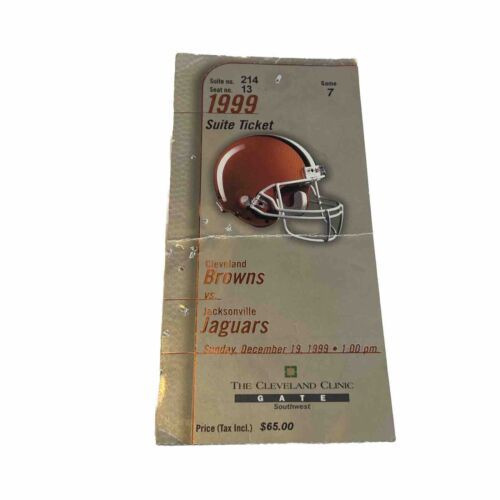 Suite no. 214 Game
Seat no. 13 7
1999
Suite Ticket
Cleveland
Browns
vs.
Jacksonville
Jaguars
Sunday, December 19, 1999 • 1:00 pm
THE CLEVELAND CLINIC
GATE
Southwest
Price (Tax Incl.) $65.00